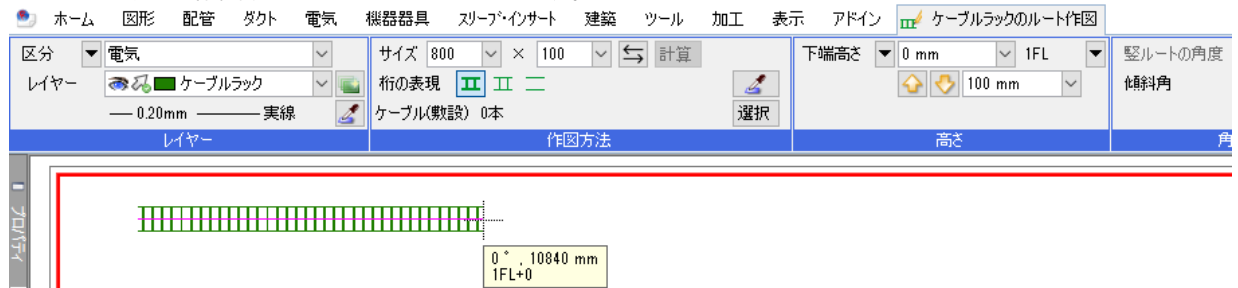 ホーム 図形 配管 ダクト 電気 機器器具 スリーブ・インサート 建築 ツール 加工 表示 アドイン ケーブルラックのルート作図
区分 電気 サイズ 800 × 100 計算 下端高さ 0 mm 1FL 竪ルートの角度
レイヤー ケーブルラック 桁の表現 100 mm 傾斜角
0.20mm 実線 ケーブル(敷設) 0本 選択
レイヤー 作図方法 高さ 角
プロパティ
0°, 10840 mm
1FL+0